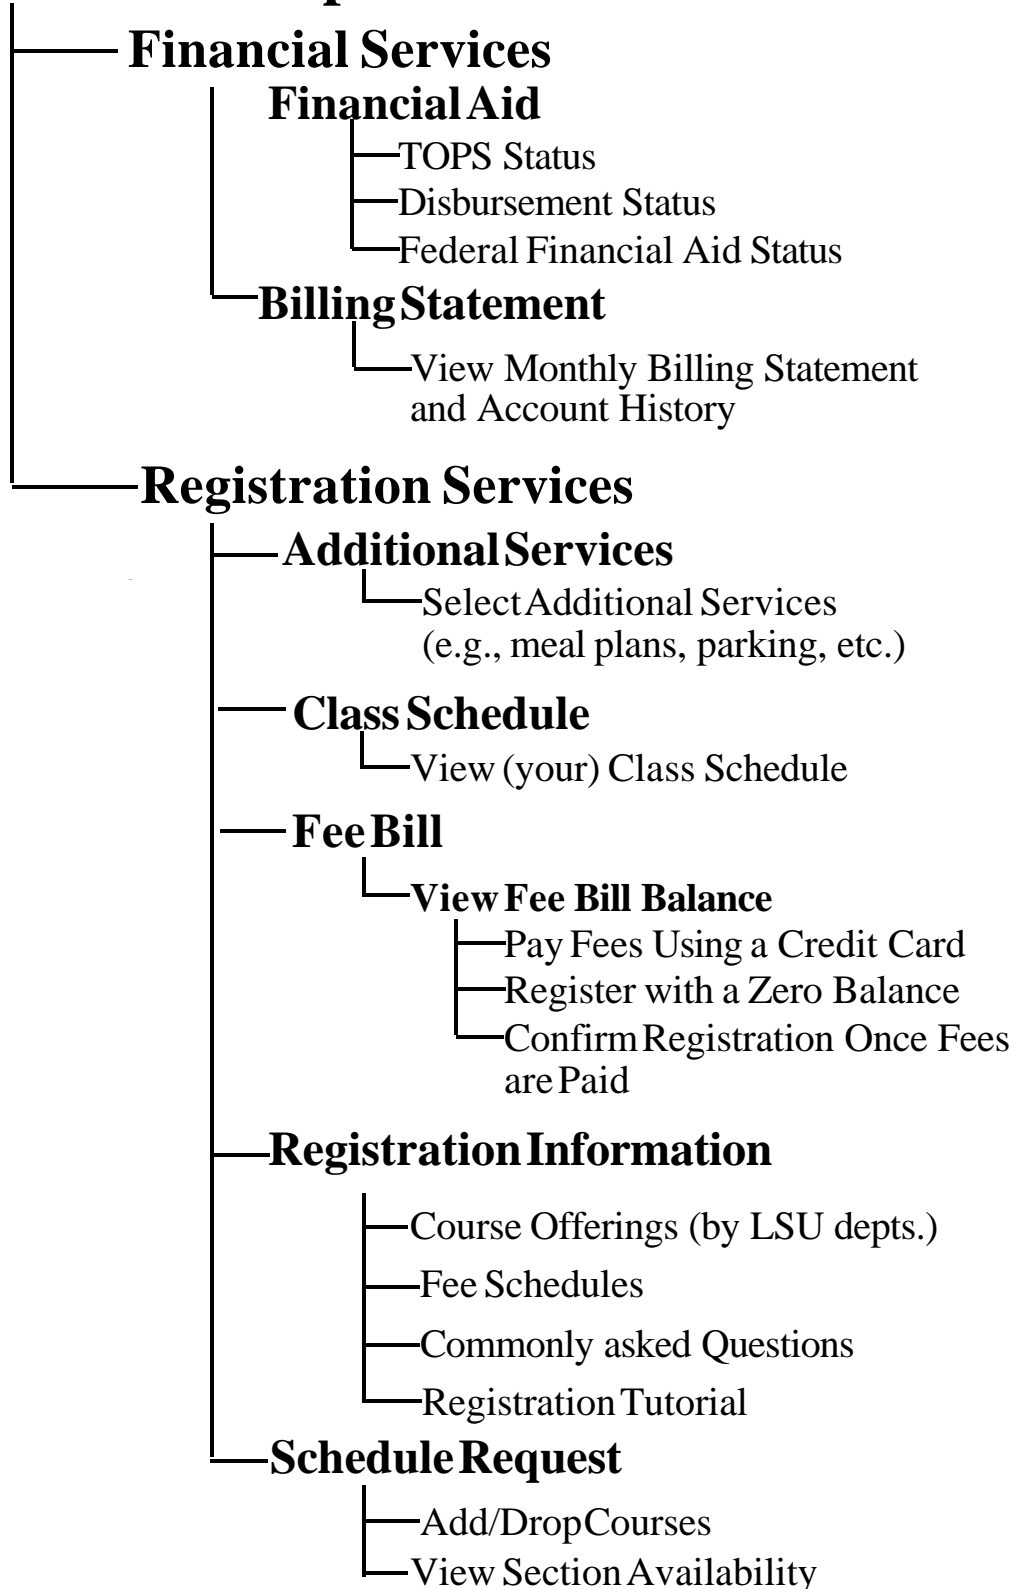 Financial Services
Financial Aid
TOPS Status
Disbursement Status
Federal Financial Aid Status
Billing Statement
View Monthly Billing Statement
and Account History
Registration Services
Additional Services
Select Additional Services
(e.g., meal plans, parking, etc.)
Class Schedule
View (your) Class Schedule
Fee Bill
View Fee Bill Balance
Pay Fees Using a Credit Card
Register with a Zero Balance
Confirm Registration Once Fees
are Paid
Registration Information
Course Offerings (by LSU depts.)
Fee Schedules
Commonly asked Questions
Registration Tutorial
Schedule Request
Add/Drop Courses
View Section Availability